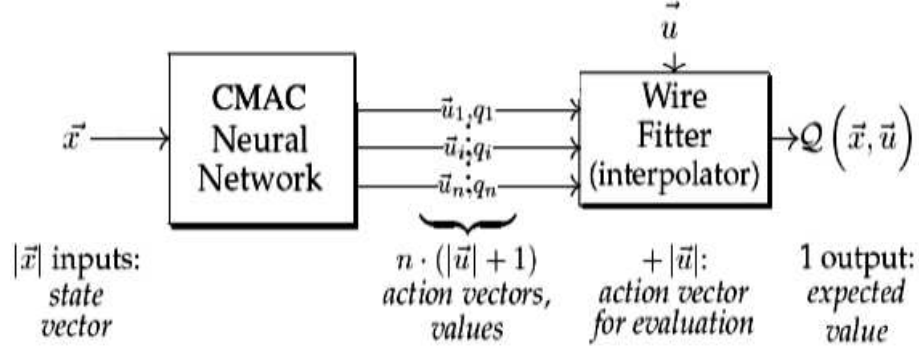 u⃗
CMAC
Neural
Network
Wire
Fitter
(interpolator)
x⃗
u⃗₁,q₁
u⃗ᵢ,qᵢ
u⃗ₙ,qₙ
Q (x⃗, u⃗)
|x⃗| inputs:
state
vector
n · (|u⃗| + 1)
action vectors,
values
+|u⃗|:
action vector
for evaluation
1 output:
expected
value